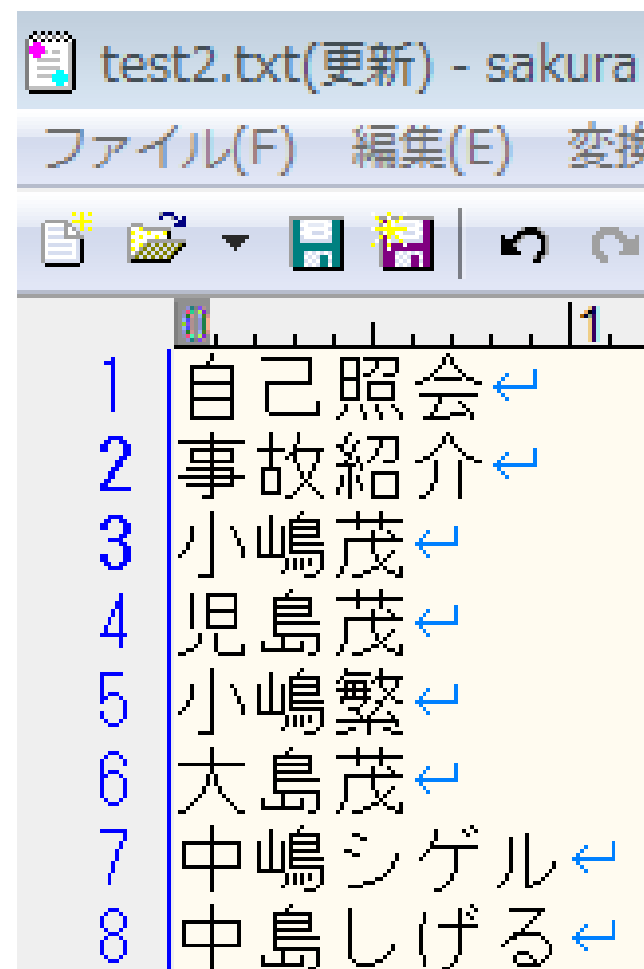 test2.txt(更新) - sakura
ファイル(F) 編集(E) 変換
0 1
1 自己照会↵
2 事故紹介↵
3 小嶋茂↵
4 児島茂↵
5 小嶋繁↵
6 大島茂↵
7 中嶋シゲル↵
8 中島しげる↵